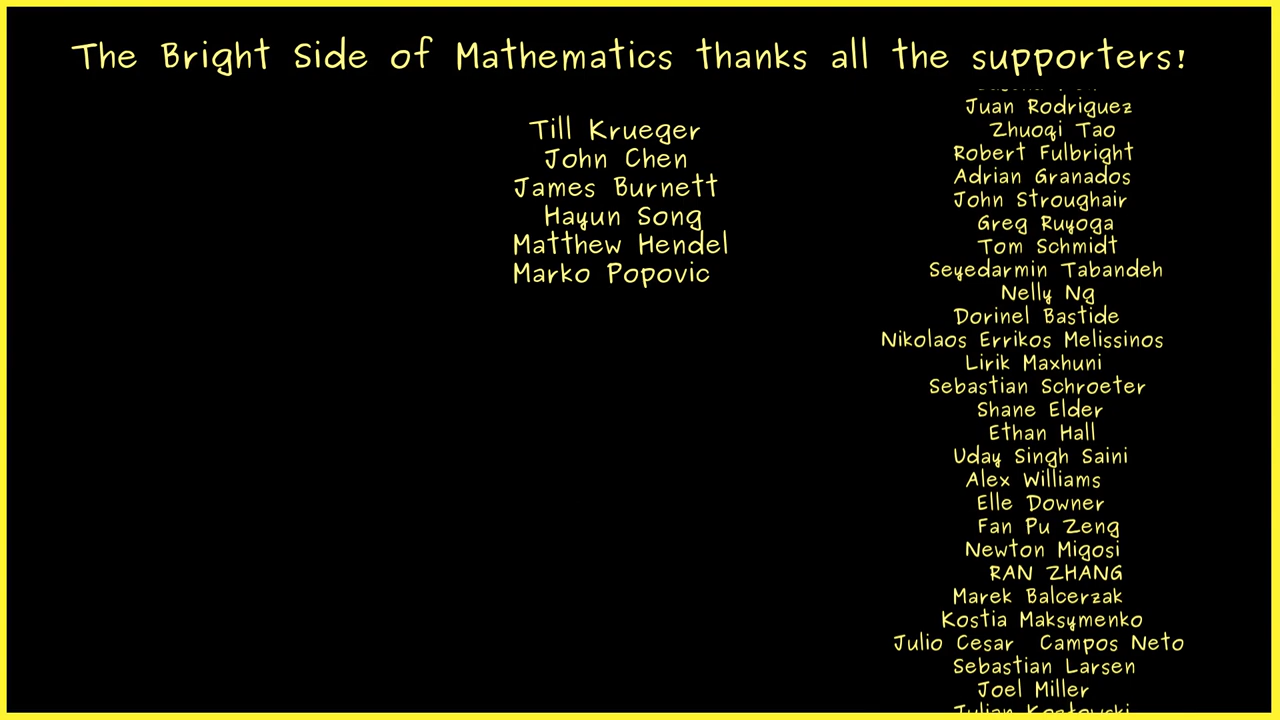 The Bright Side of Mathematics thanks all the supporters!
Till Krueger
John Chen
James Burnett
Hayun Song
Matthew Hendel
Marko Popovic
Juan Rodriguez
Zhuoqi Tao
Robert Fulbright
Adrian Granados
John Stroughair
Greg Ruyoga
Tom Schmidt
Seyedarmin Tabandeh
Nelly Ng
Dorinel Bastide
Nikolaos Errikos Melissinos
Lirik Maxhuni
Sebastian Schroeter
Shane Elder
Ethan Hall
Uday Singh Saini
Alex Williams
Elle Downer
Fan Pu Zeng
Newton Migosi
RAN ZHANG
Marek Balcerzak
Kostia Maksymenko
Julio Cesar Campos Neto
Sebastian Larsen
Joel Miller